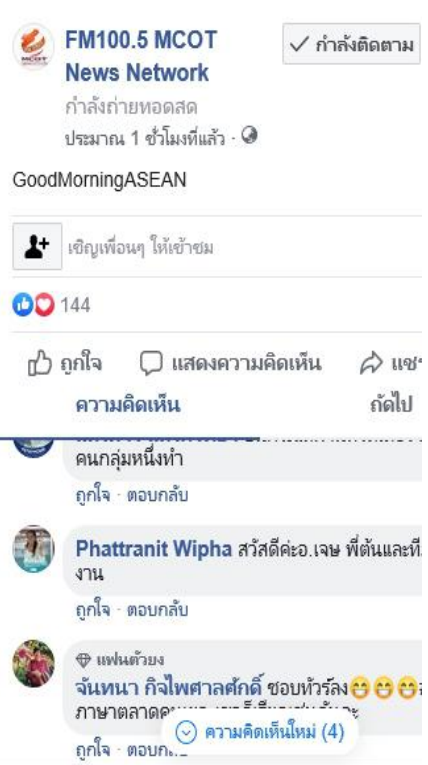 FM100.5 MCOT
News Network
✓ กำลังติดตาม
กำลังถ่ายทอดสด
ประมาณ 1 ชั่วโมงที่แล้ว ·
GoodMorningASEAN
เชิญเพื่อนๆ ให้เข้าชม
144
ถูกใจ แสดงความคิดเห็น แชร์
ความคิดเห็น ถัดไป
คนกลุ่มหนึ่งทำ
ถูกใจ · ตอบกลับ
Phattranit Wipha สวัสดีค่ะอ.เจษ พี่ต้นและที
งาน
ถูกใจ · ตอบกลับ
แฟนตัวยง
จันทนา กิจไพศาลศักดิ์ ชอบทัวร์ลง😁😁😁
ภาษาตลาด
ความคิดเห็นใหม่ (4)
ถูกใจ · ตอบก